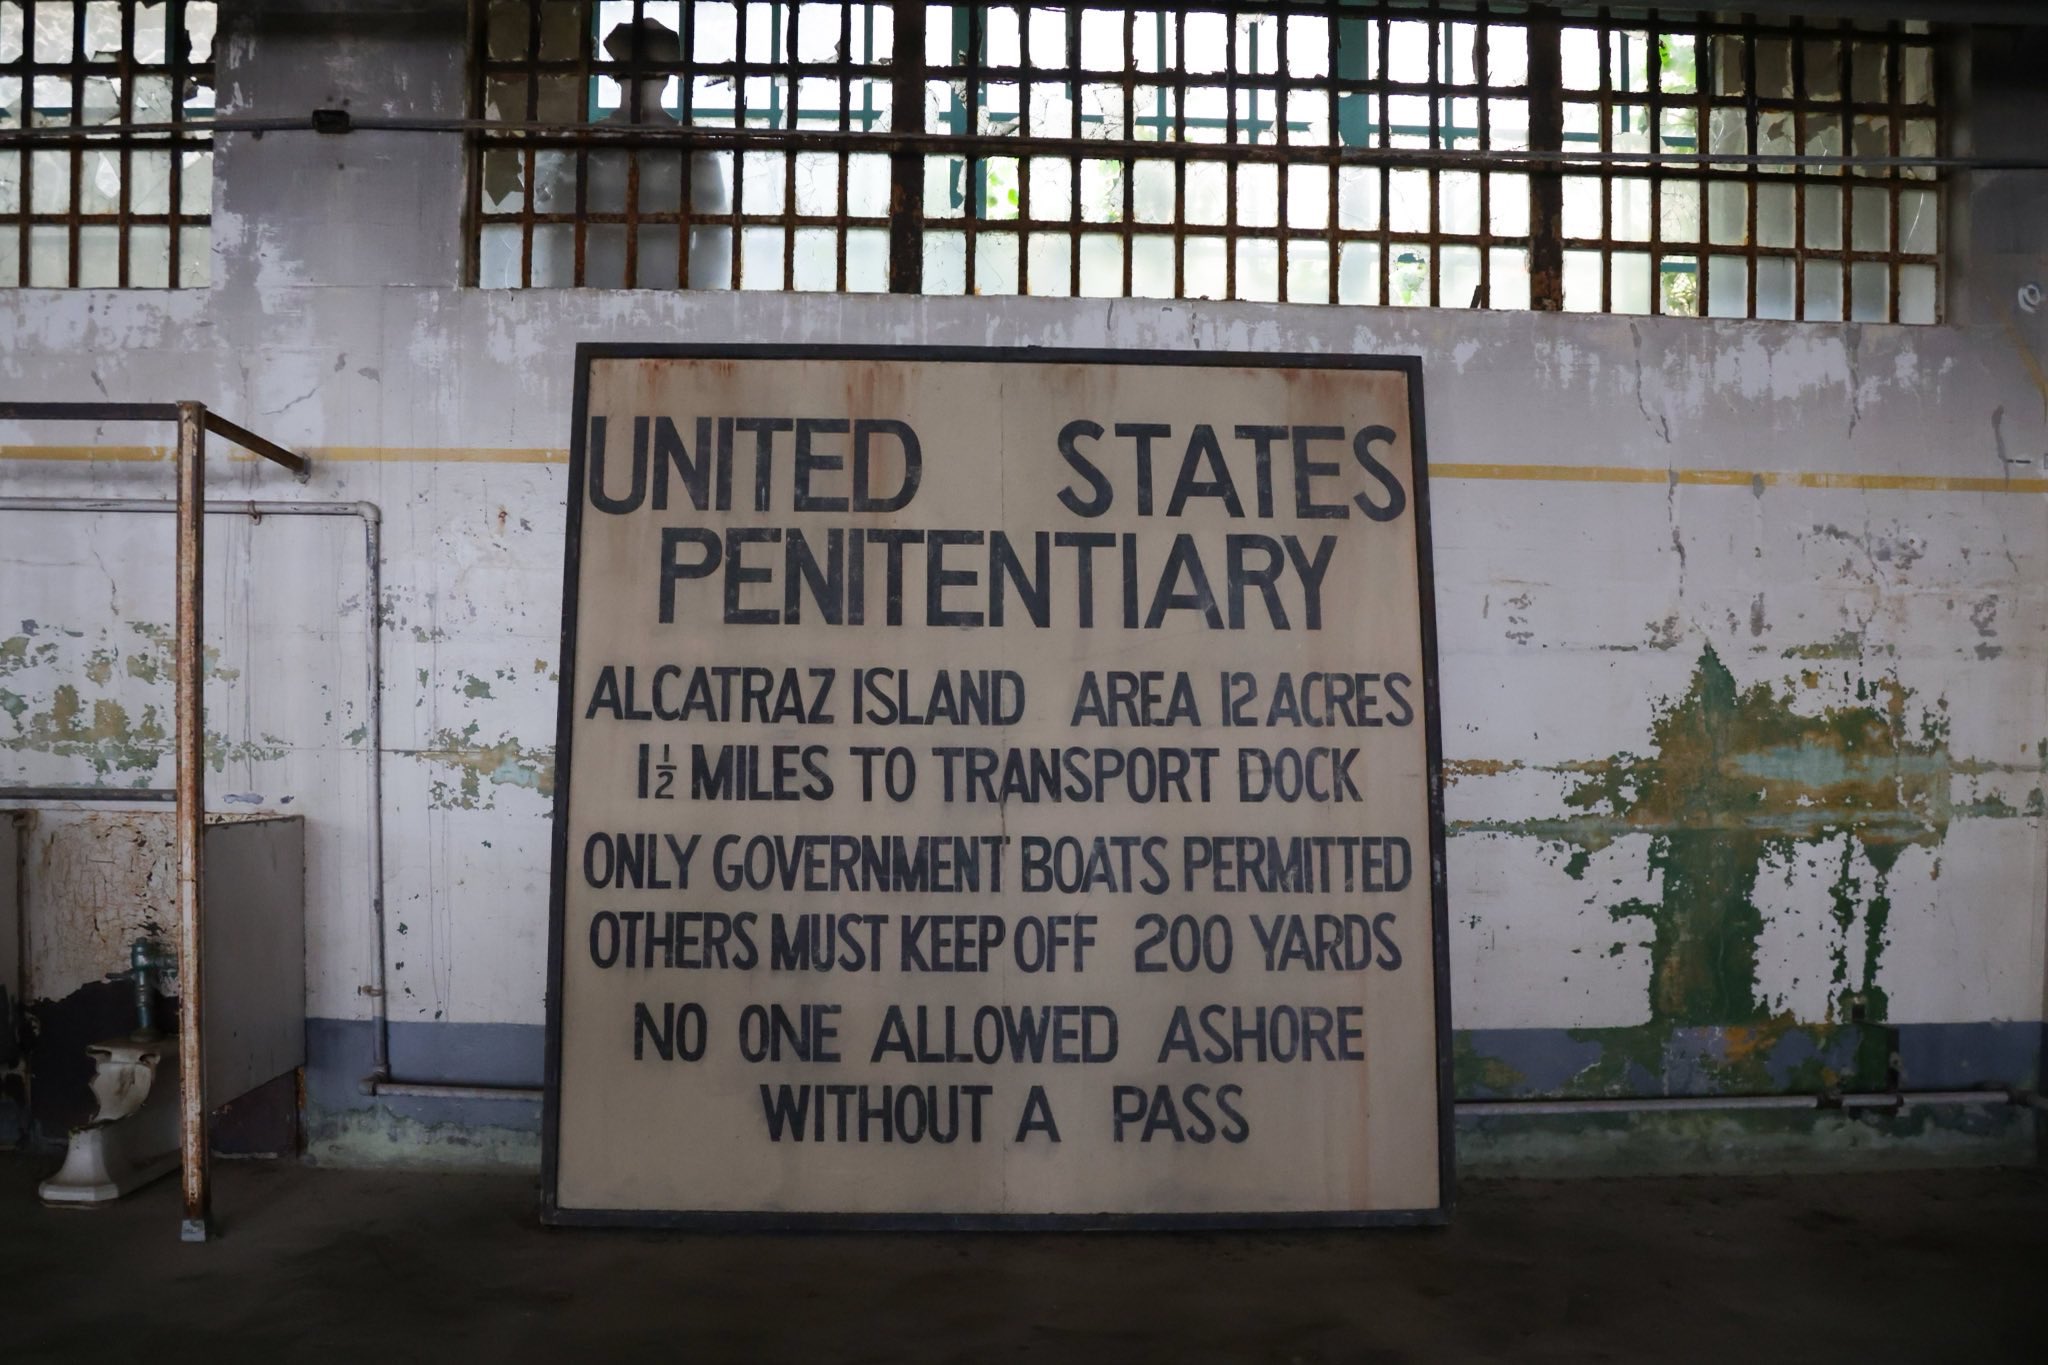 UNITED STATES
PENITENTIARY
ALCATRAZ ISLAND AREA 12 ACRES
1½ MILES TO TRANSPORT DOCK
ONLY GOVERNMENT BOATS PERMITTED
OTHERS MUST KEEP OFF 200 YARDS
NO ONE ALLOWED ASHORE
WITHOUT A PASS